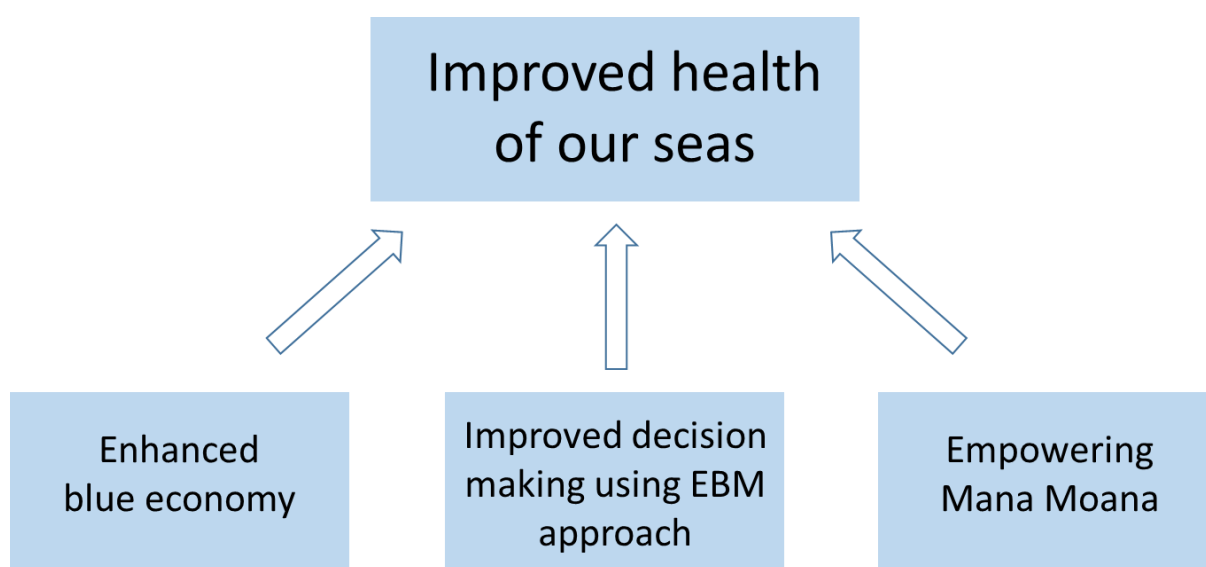 Improved health
of our seas
Enhanced
blue economy
Improved decision
making using EBM
approach
Empowering
Mana Moana